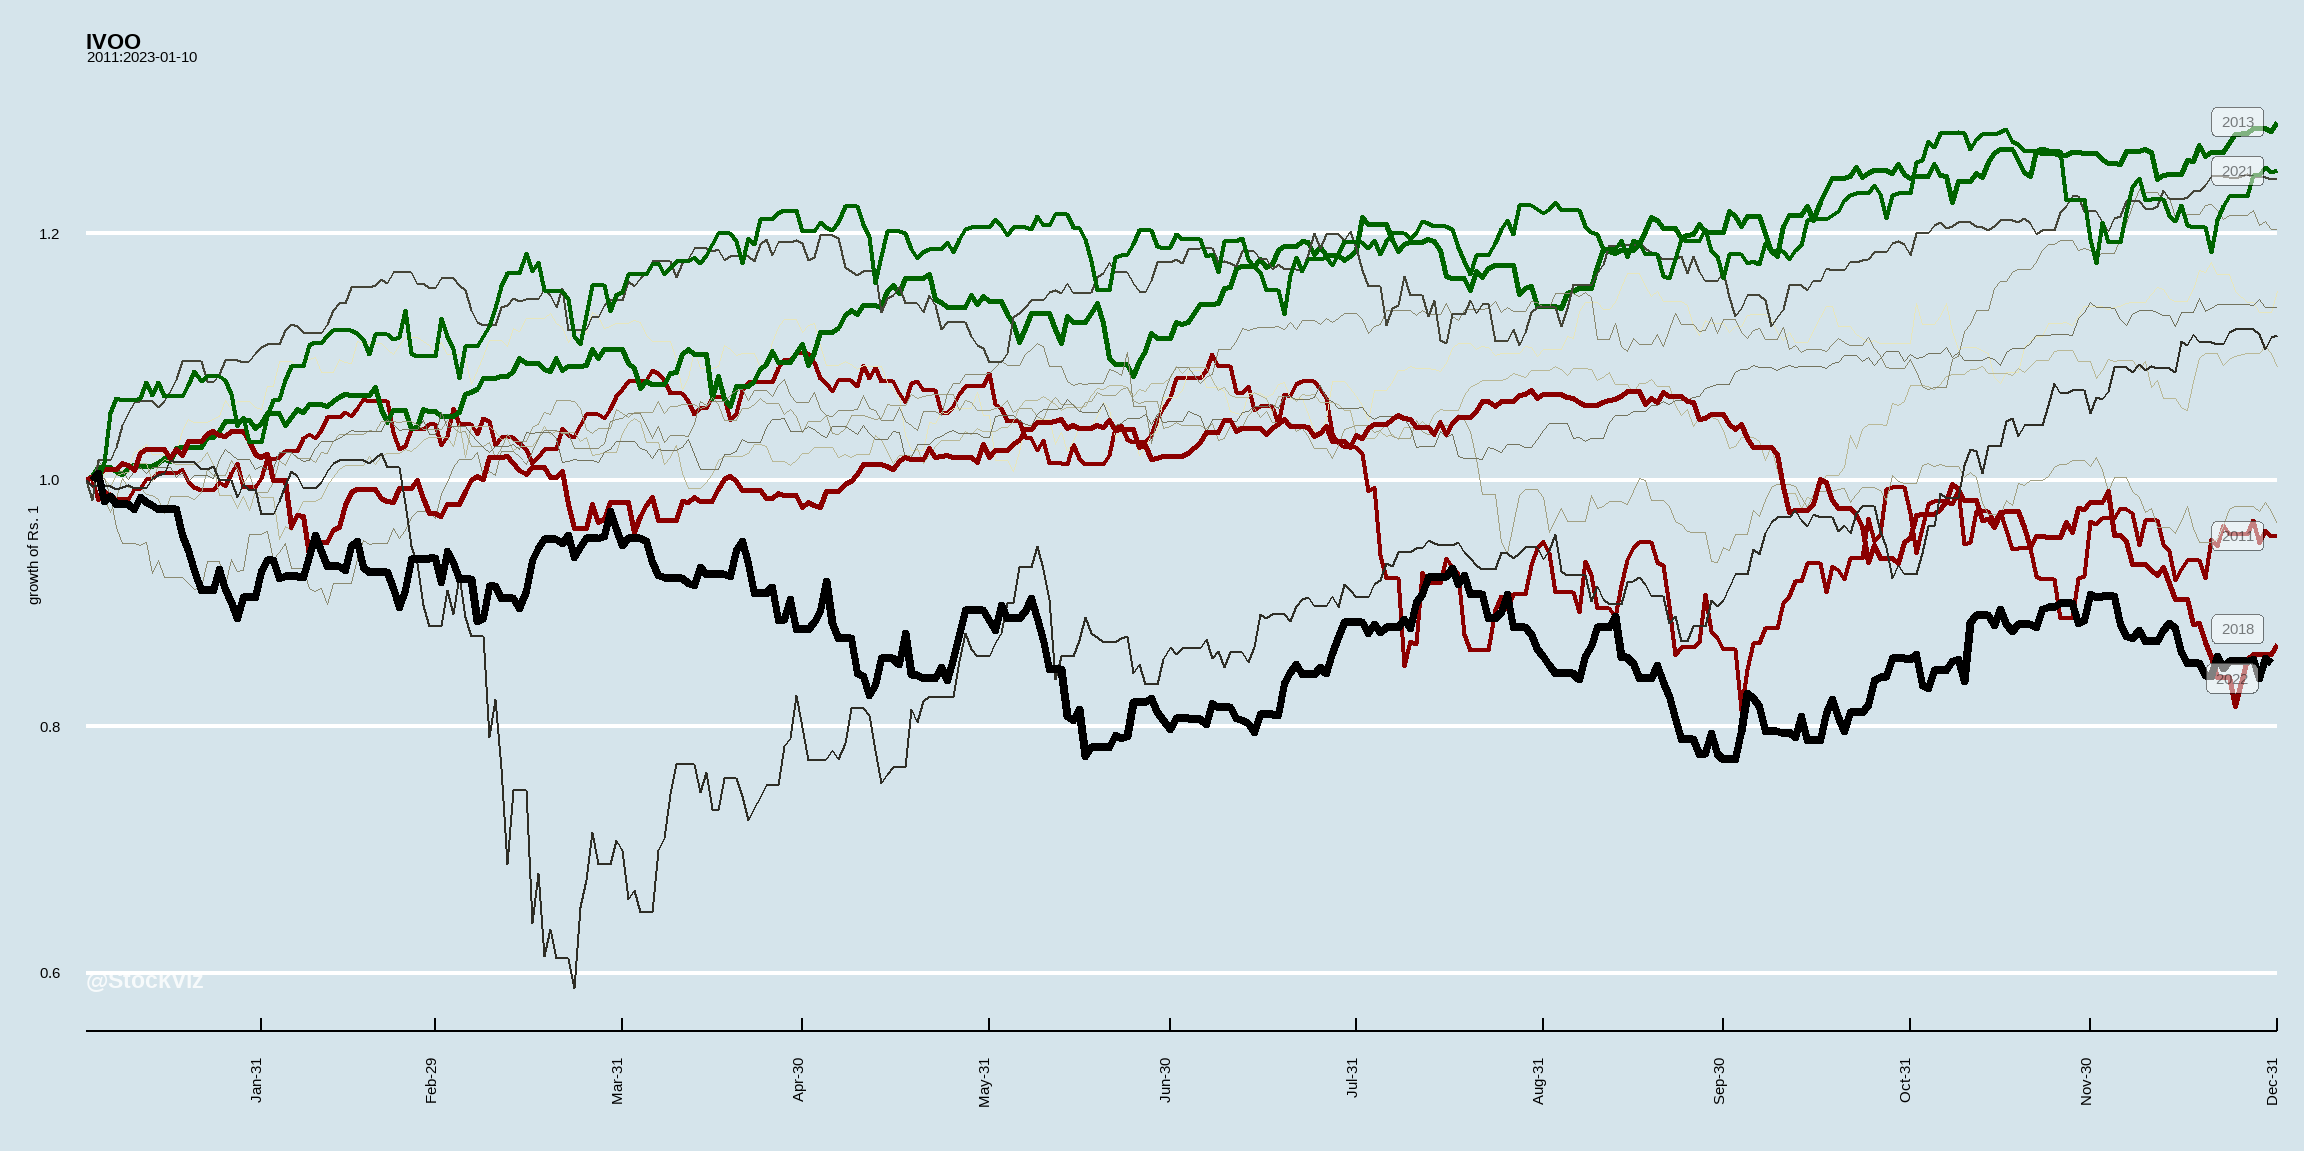 IVOO
2011:2023-01-10
growth of Rs. 1
1.2
1.0
0.8
0.6
2013
2021
2011
2018
2022
@StockViz
Jan-31
Feb-29
Mar-31
Apr-30
May-31
Jun-30
Jul-31
Aug-31
Sep-30
Oct-31
Nov-30
Dec-31